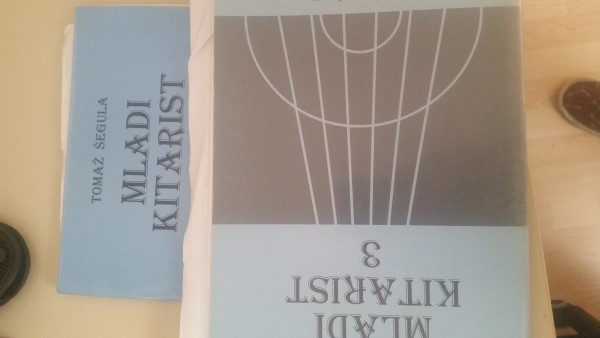 TOMAŽ ŠEGULA
MLADI
KITARIST
MLADI
KITARIST
3